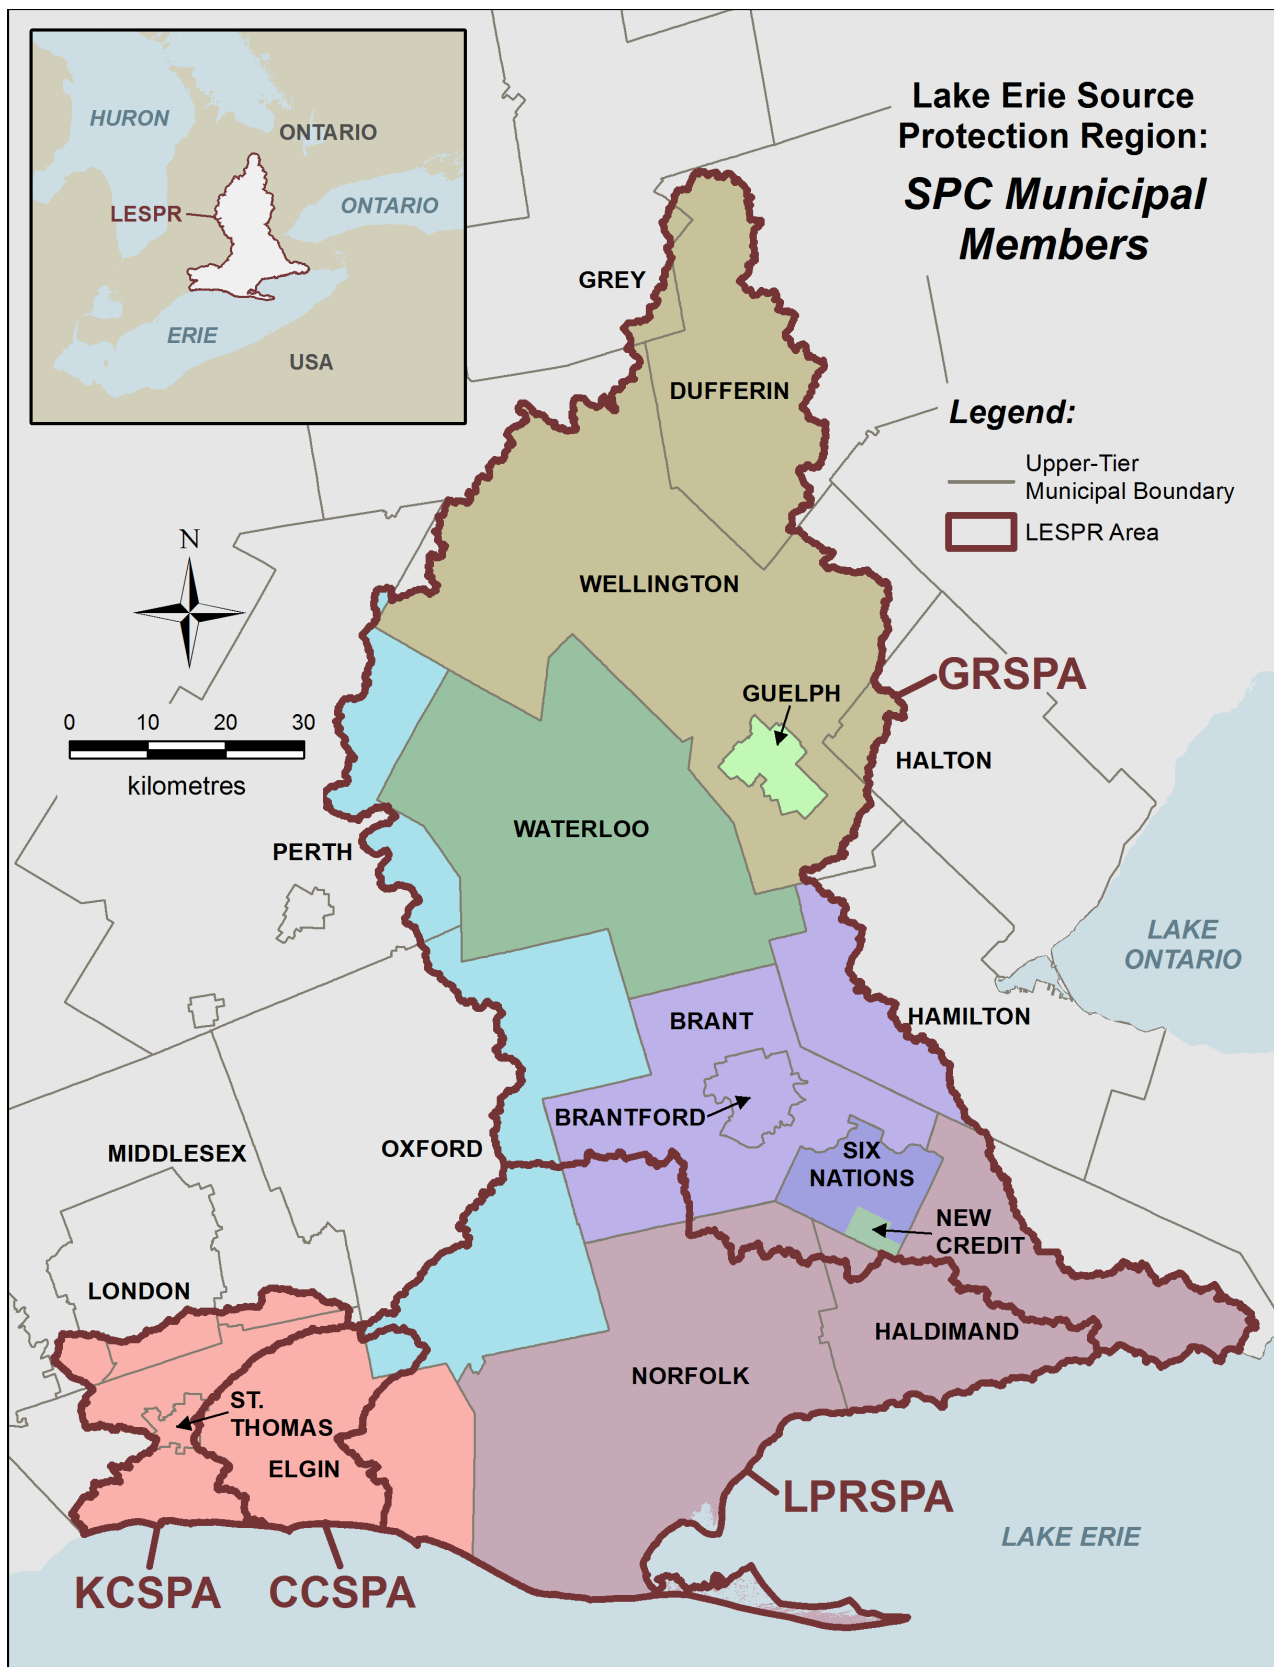 Lake Erie Source
Protection Region:
SPC Municipal
Members
HURON
ONTARIO
LESPR
ONTARIO
ERIE
USA
Legend:
Upper-Tier
Municipal Boundary
LESPR Area
GREY
DUFFERIN
N
WELLINGTON
GRSPA
GUELPH
0 10 20 30
kilometres
HALTON
WATERLOO
PERTH
LAKE
ONTARIO
HAMILTON
BRANT
BRANTFORD
OXFORD
MIDDLESEX
SIX
NATIONS
NEW
CREDIT
LONDON
HALDIMAND
NORFOLK
ST.
THOMAS
ELGIN
LPRSPA
LAKE ERIE
KCSPA
CCSPA